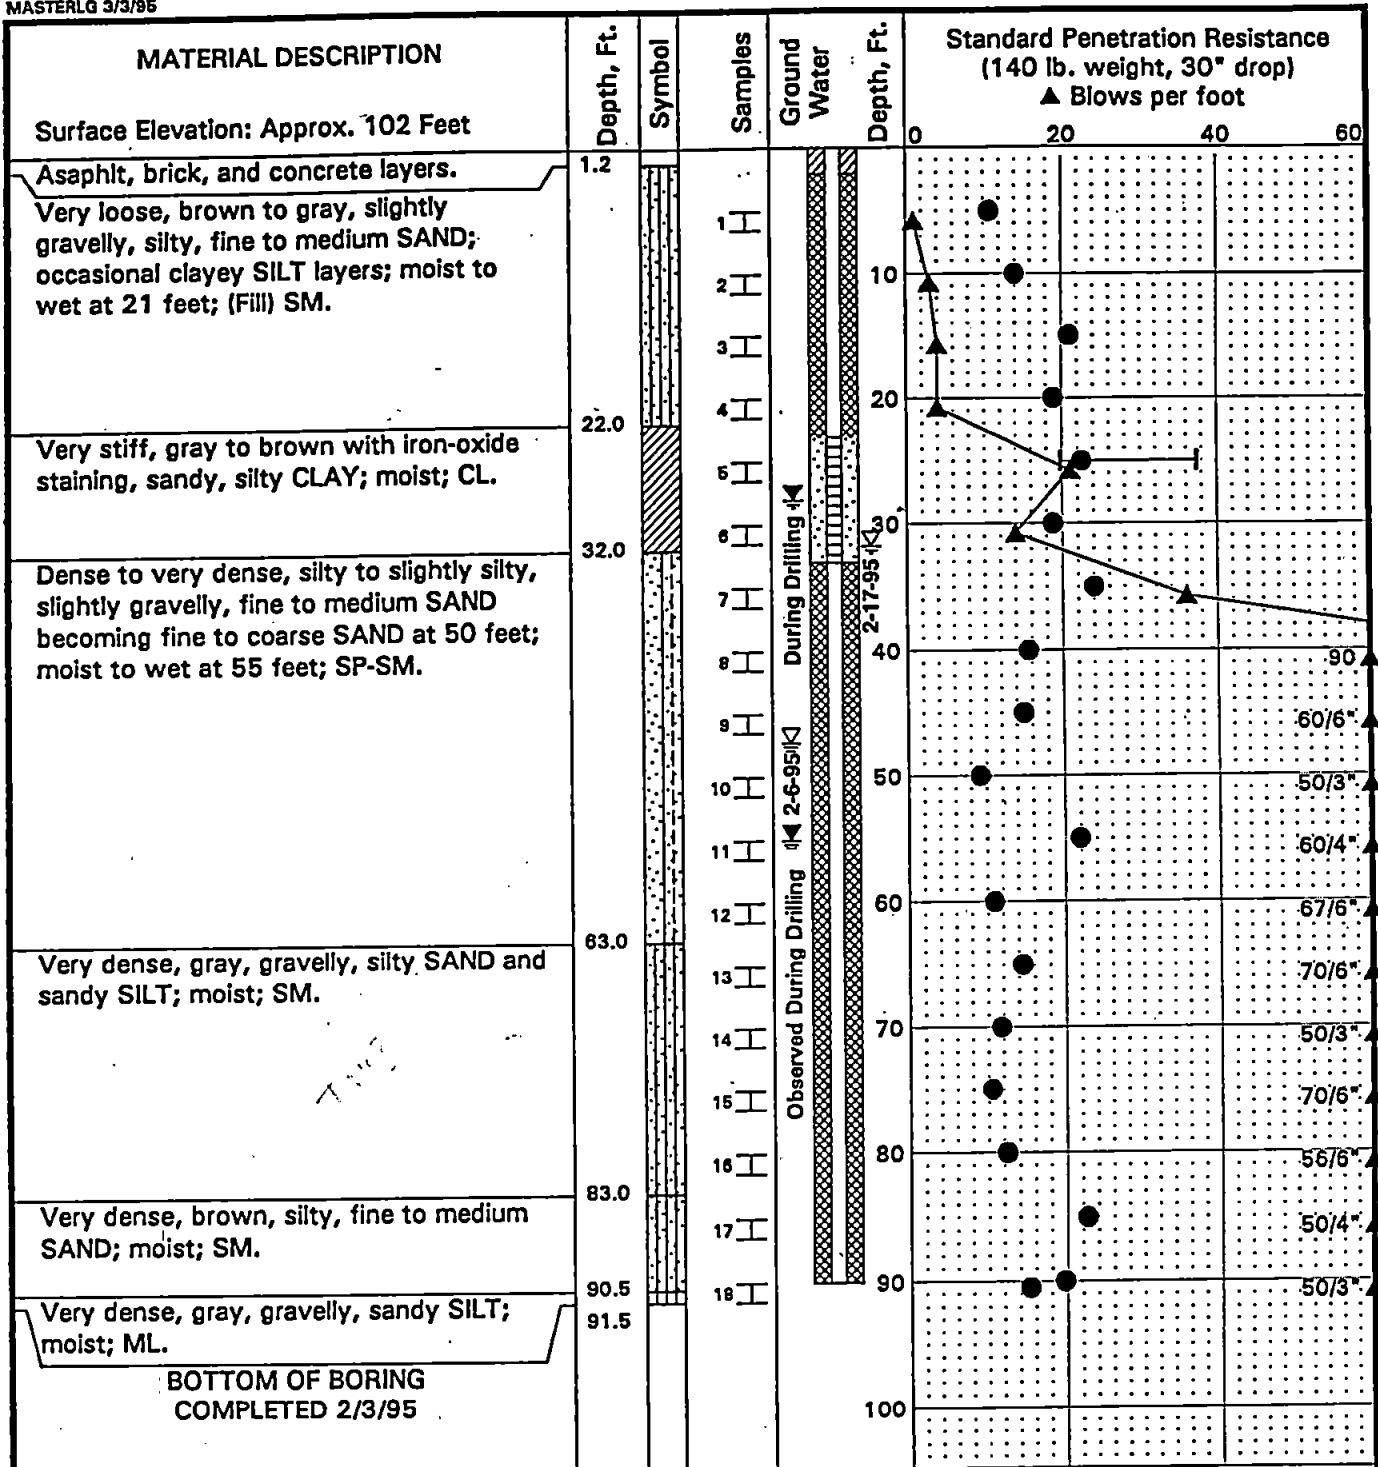 MASTERLG 3/3/95
MATERIAL DESCRIPTION
Surface Elevation: Approx. 102 Feet
Depth, Ft.
Symbol
Samples
Ground
Water
Depth, Ft.
Standard Penetration Resistance
(140 lb. weight, 30" drop)
▲ Blows per foot
0 20 40 60
Asaphlt, brick, and concrete layers.
1.2
Very loose, brown to gray, slightly
gravelly, silty, fine to medium SAND;
occasional clayey SILT layers; moist to
wet at 21 feet; (Fill) SM.
22.0
Very stiff, gray to brown with iron-oxide
staining, sandy, silty CLAY; moist; CL.
32.0
Dense to very dense, silty to slightly silty,
slightly gravelly, fine to medium SAND
becoming fine to coarse SAND at 50 feet;
moist to wet at 55 feet; SP-SM.
63.0
Very dense, gray, gravelly, silty SAND and
sandy SILT; moist; SM.
83.0
Very dense, brown, silty, fine to medium
SAND; moist; SM.
90.5
Very dense, gray, gravelly, sandy SILT;
moist; ML.
91.5
BOTTOM OF BORING
COMPLETED 2/3/95
1
2
3
4
5
6
7
8
9
10
11
12
13
14
15
16
17
18
During Drilling
2-6-95
Observed During Drilling
2-17-95
10
20
30
40
50
60
70
80
90
100
90
60/6"
50/3"
60/4"
67/6"
70/6"
50/3"
70/6"
56/6"
50/4"
50/3"